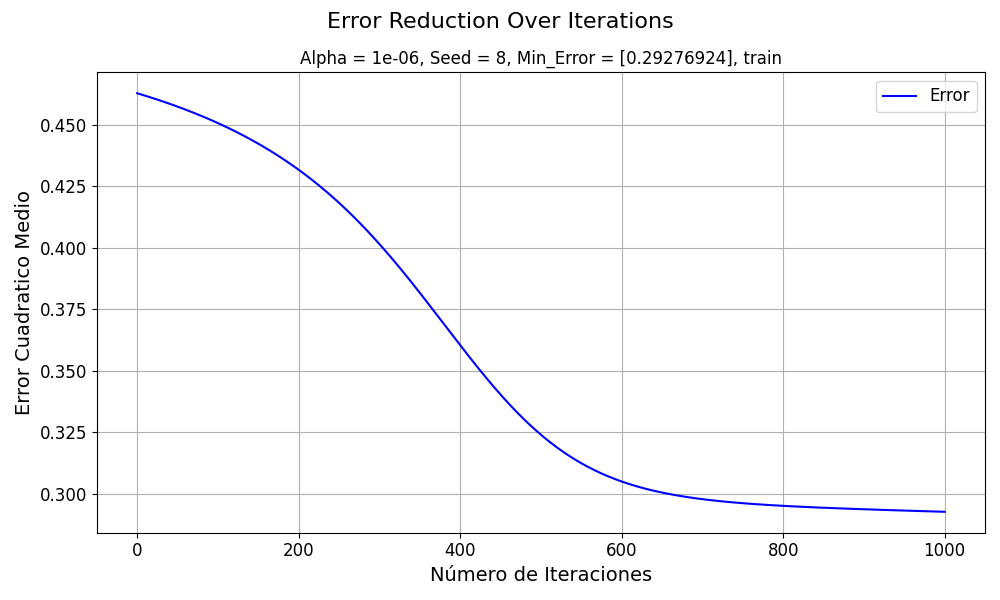 Error Reduction Over Iterations
Alpha = 1e-06, Seed = 8, Min_Error = [0.29276924], train
Error
Error Cuadratico Medio
0.450
0.425
0.400
0.375
0.350
0.325
0.300
0 200 400 600 800 1000
Número de Iteraciones